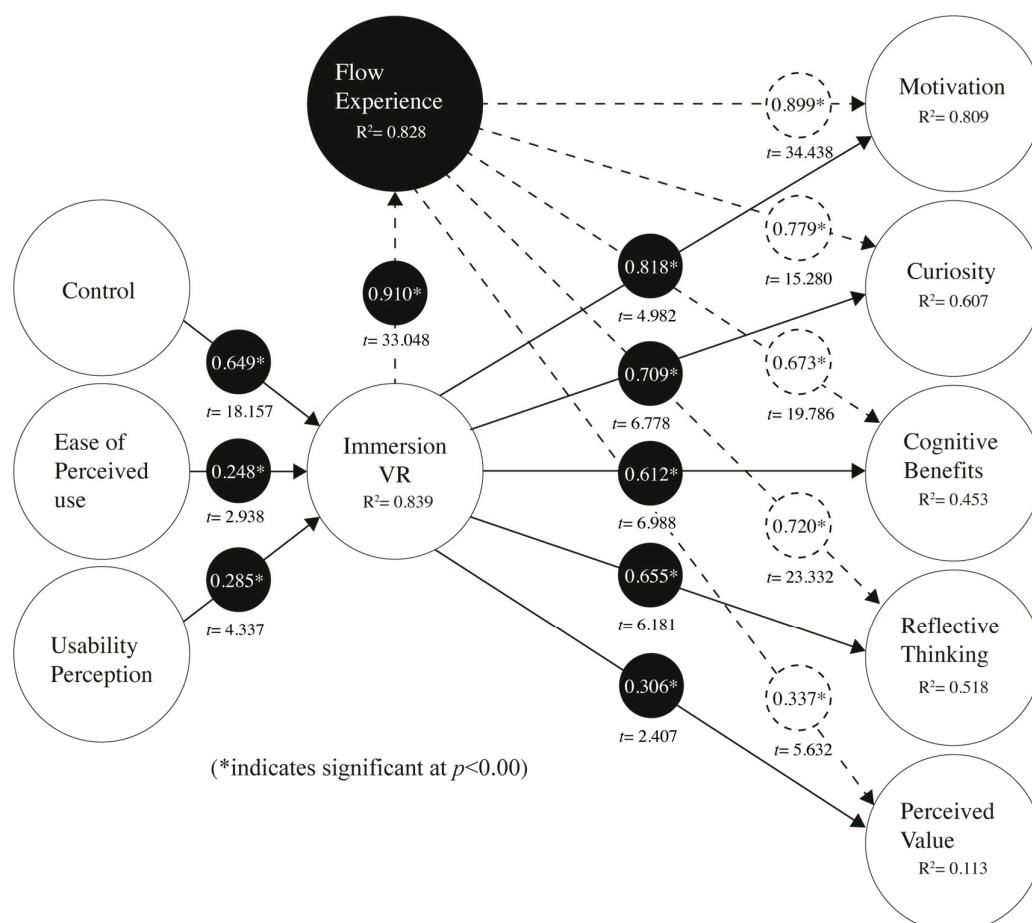 Flow
Experience
R²= 0.828
Motivation
R²= 0.809
0.899*
t= 34.438
0.779*
t= 15.280
Curiosity
R²= 0.607
Control
0.910*
t= 33.048
0.818*
t= 4.982
0.649*
t= 18.157
0.709*
t= 6.778
0.673*
t= 19.786
Ease of
Perceived
use
0.248*
t= 2.938
Immersion
VR
R²= 0.839
0.612*
t= 6.988
Cognitive
Benefits
R²= 0.453
0.720*
t= 23.332
Usability
Perception
0.285*
t= 4.337
0.655*
t= 6.181
Reflective
Thinking
R²= 0.518
0.306*
t= 2.407
0.337*
t= 5.632
(*indicates significant at p<0.00)
Perceived
Value
R²= 0.113